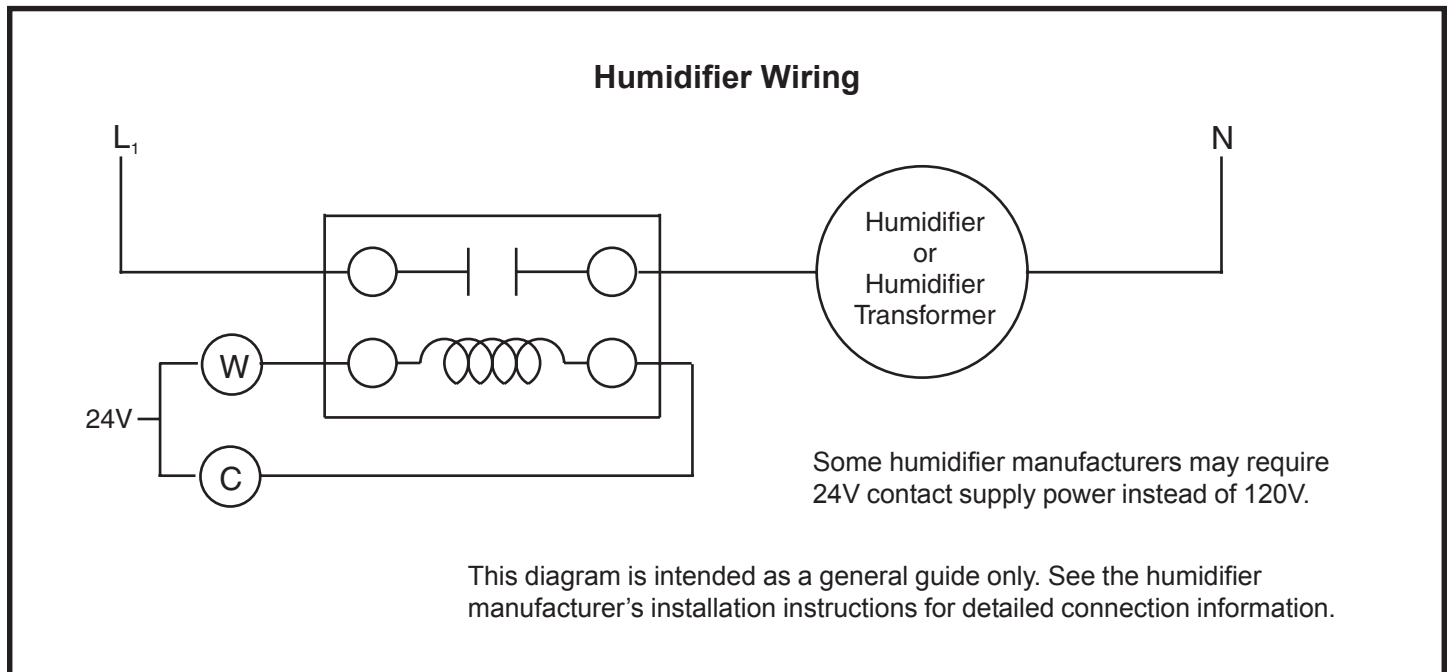 Humidifier Wiring
L₁
N
Humidifier
or
Humidifier
Transformer
W
24V
C
Some humidifier manufacturers may require
24V contact supply power instead of 120V.
This diagram is intended as a general guide only. See the humidifier
manufacturer’s installation instructions for detailed connection information.